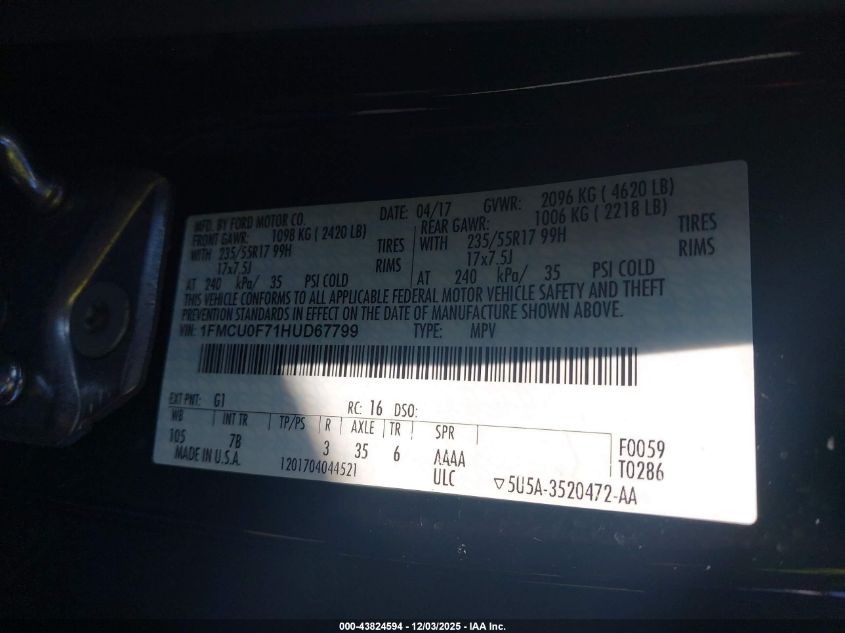 MFD. BY FORD MOTOR CO. DATE: 04/17 GVWR: 2096 KG ( 4620 LB)
FRONT GAWR: 1098 KG ( 2420 LB) REAR GAWR: 1006 KG ( 2218 LB)
WITH 235/55R17 99H TIRES WITH 235/55R17 99H TIRES
17x7.5J RIMS 17x7.5J RIMS
AT 240 kPa/ 35 PSI COLD AT 240 kPa/ 35 PSI COLD
THIS VEHICLE CONFORMS TO ALL APPLICABLE FEDERAL MOTOR VEHICLE SAFETY AND THEFT
PREVENTION STANDARDS IN EFFECT ON THE DATE OF MANUFACTURE SHOWN ABOVE.
VIN: 1FMCU0F71HUD67799 TYPE: MPV
EXT PNT: G1 RC: 16 DSO:
WB INT TR TP/PS R AXLE TR SPR
105 7B 3 35 6 AAAA F0059
MADE IN U.S.A. 1201704044521 ULC T0286
▽5U5A-3520472-AA
000-43824594 - 12/03/2025 - IAA Inc.